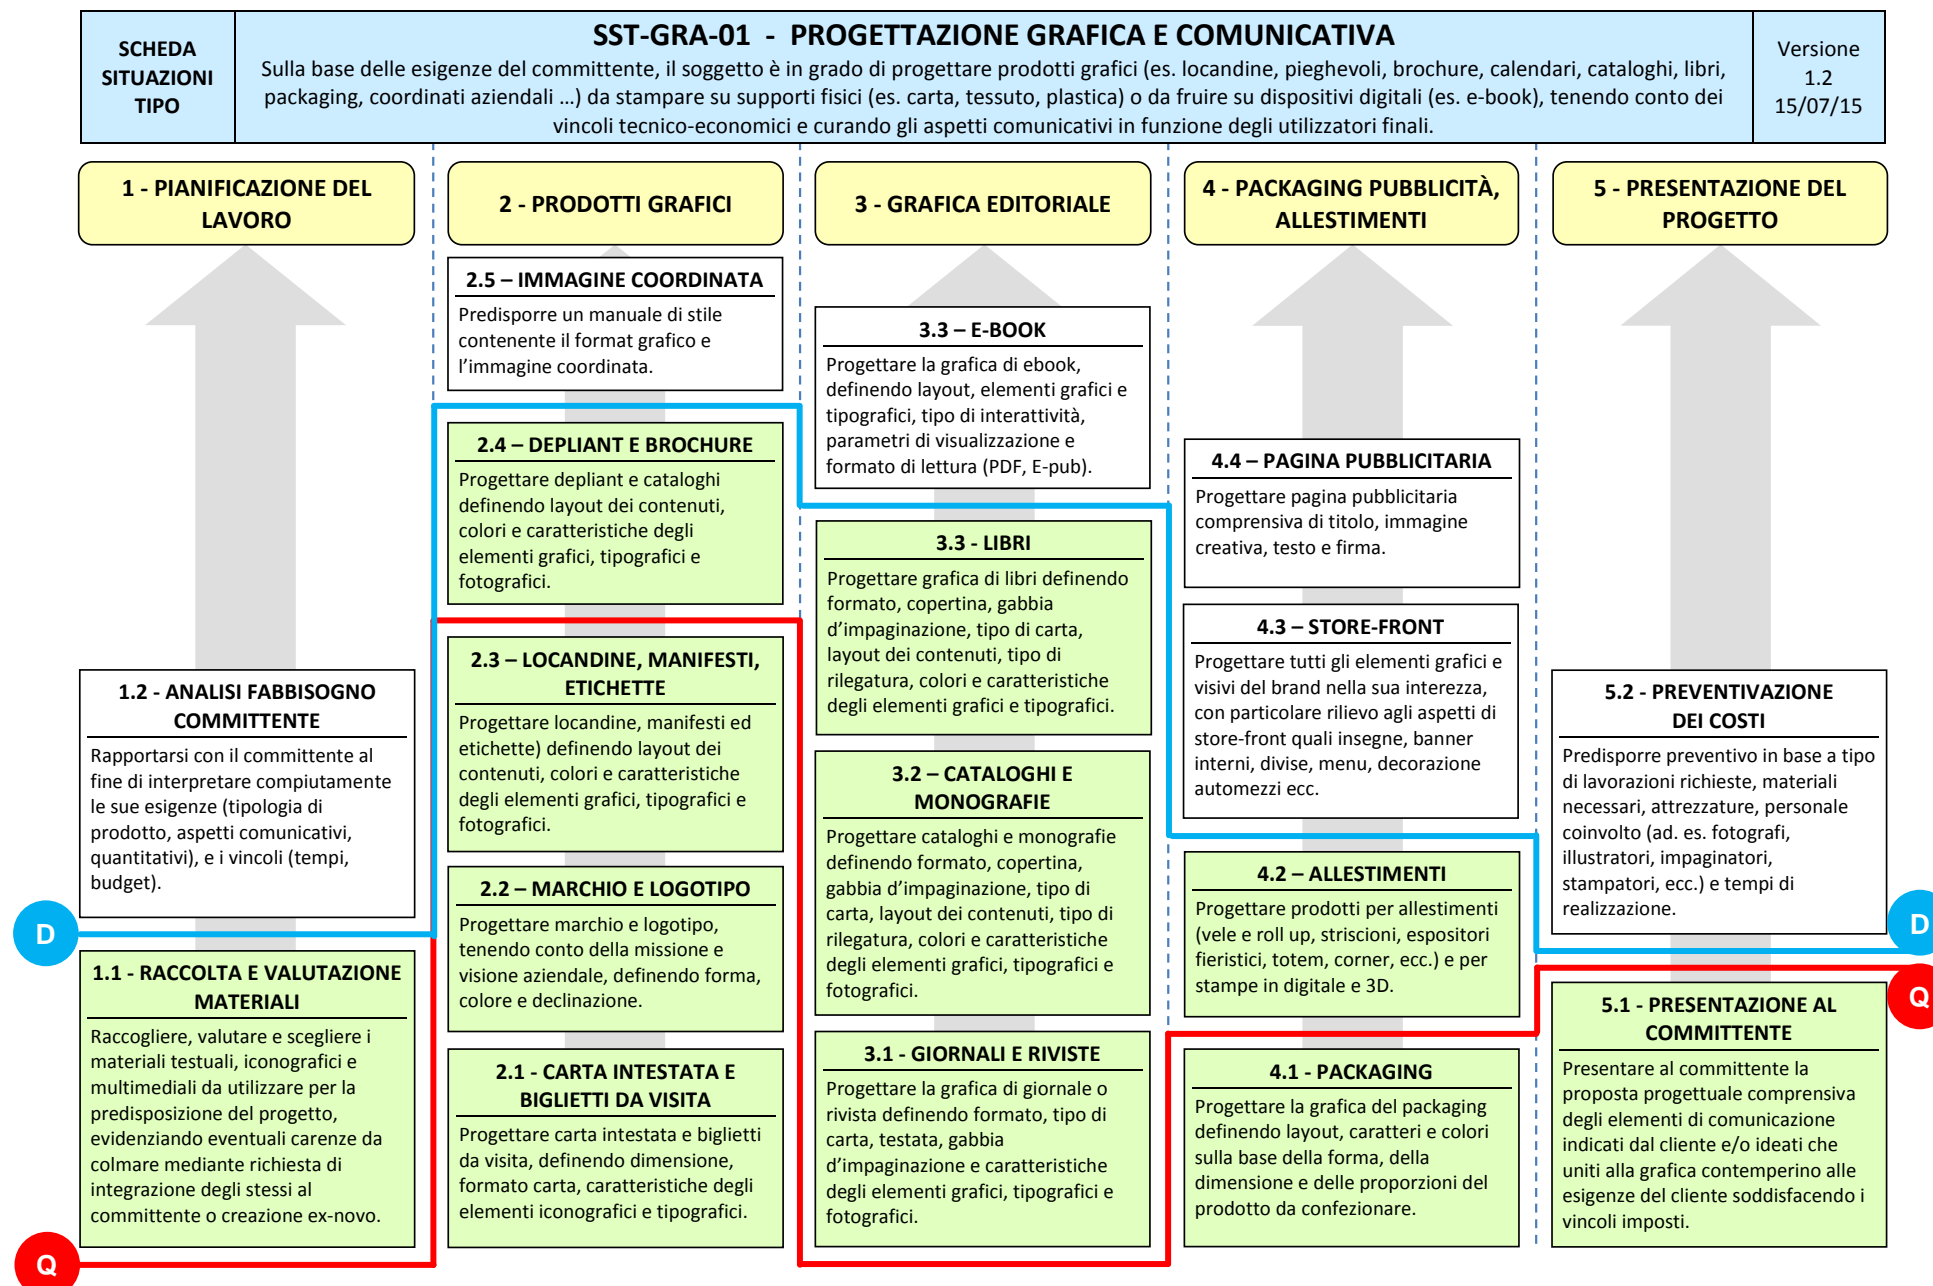 SCHEDA
SITUAZIONI
TIPO
SST-GRA-01 - PROGETTAZIONE GRAFICA E COMUNICATIVA
Sulla base delle esigenze del committente, il soggetto è in grado di progettare prodotti grafici (es. locandine, pieghevoli, brochure, calendari, cataloghi, libri,
packaging, coordinati aziendali ...) da stampare su supporti fisici (es. carta, tessuto, plastica) o da fruire su dispositivi digitali (es. e-book), tenendo conto dei
vincoli tecnico-economici e curando gli aspetti comunicativi in funzione degli utilizzatori finali.
Versione
1.2
15/07/15
1 - PIANIFICAZIONE DEL
LAVORO
1.2 - ANALISI FABBISOGNO
COMMITTENTE
Rapportarsi con il committente al
fine di interpretare compiutamente
le sue esigenze (tipologia di
prodotto, aspetti comunicativi,
quantitativi), e i vincoli (tempi,
budget).
D
1.1 - RACCOLTA E VALUTAZIONE
MATERIALI
Raccogliere, valutare e scegliere i
materiali testuali, iconografici e
multimediali da utilizzare per la
predisposizione del progetto,
evidenziando eventuali carenze da
colmare mediante richiesta di
integrazione degli stessi al
committente o creazione ex-novo.
Q
2 - PRODOTTI GRAFICI
2.5 – IMMAGINE COORDINATA
Predisporre un manuale di stile
contenente il format grafico e
l'immagine coordinata.
2.4 – DEPLIANT E BROCHURE
Progettare depliant e cataloghi
definendo layout dei contenuti,
colori e caratteristiche degli
elementi grafici, tipografici e
fotografici.
2.3 – LOCANDINE, MANIFESTI,
ETICHETTE
Progettare locandine, manifesti ed
etichette) definendo layout dei
contenuti, colori e caratteristiche
degli elementi grafici, tipografici e
fotografici.
2.2 – MARCHIO E LOGOTIPO
Progettare marchio e logotipo,
tenendo conto della missione e
visione aziendale, definendo forma,
colore e declinazione.
2.1 - CARTA INTESTATA E
BIGLIETTI DA VISITA
Progettare carta intestata e biglietti
da visita, definendo dimensione,
formato carta, caratteristiche degli
elementi iconografici e tipografici.
3 - GRAFICA EDITORIALE
3.3 – E-BOOK
Progettare la grafica di ebook,
definendo layout, elementi grafici e
tipografici, tipo di interattività,
parametri di visualizzazione e
formato di lettura (PDF, E-pub).
3.3 - LIBRI
Progettare grafica di libri definendo
formato, copertina, gabbia
d'impaginazione, tipo di carta,
layout dei contenuti, tipo di
rilegatura, colori e caratteristiche
degli elementi grafici e tipografici.
3.2 – CATALOGHI E
MONOGRAFIE
Progettare cataloghi e monografie
definendo formato, copertina,
gabbia d'impaginazione, tipo di
carta, layout dei contenuti, tipo di
rilegatura, colori e caratteristiche
degli elementi grafici, tipografici e
fotografici.
3.1 - GIORNALI E RIVISTE
Progettare la grafica di giornale o
rivista definendo formato, tipo di
carta, testata, gabbia
d'impaginazione e caratteristiche
degli elementi grafici, tipografici e
fotografici.
4 - PACKAGING PUBBLICITÀ,
ALLESTIMENTI
4.4 – PAGINA PUBBLICITARIA
Progettare pagina pubblicitaria
comprensiva di titolo, immagine
creativa, testo e firma.
4.3 – STORE-FRONT
Progettare tutti gli elementi grafici e
visivi del brand nella sua interezza,
con particolare rilievo agli aspetti di
store-front quali insegne, banner
interni, divise, menu, decorazione
automezzi ecc.
4.2 – ALLESTIMENTI
Progettare prodotti per allestimenti
(vele e roll up, striscioni, espositori
fieristici, totem, corner, ecc.) e per
stampe in digitale e 3D.
4.1 - PACKAGING
Progettare la grafica del packaging
definendo layout, caratteri e colori
sulla base della forma, della
dimensione e delle proporzioni del
prodotto da confezionare.
5 - PRESENTAZIONE DEL
PROGETTO
5.2 - PREVENTIVAZIONE
DEI COSTI
Predisporre preventivo in base a tipo
di lavorazioni richieste, materiali
necessari, attrezzature, personale
coinvolto (ad. es. fotografi,
illustratori, impaginatori,
stampatori, ecc.) e tempi di
realizzazione.
D
Q
5.1 - PRESENTAZIONE AL
COMMITTENTE
Presentare al committente la
proposta progettuale comprensiva
degli elementi di comunicazione
indicati dal cliente e/o ideati che
uniti alla grafica contemperino alle
esigenze del cliente soddisfacendo i
vincoli imposti.